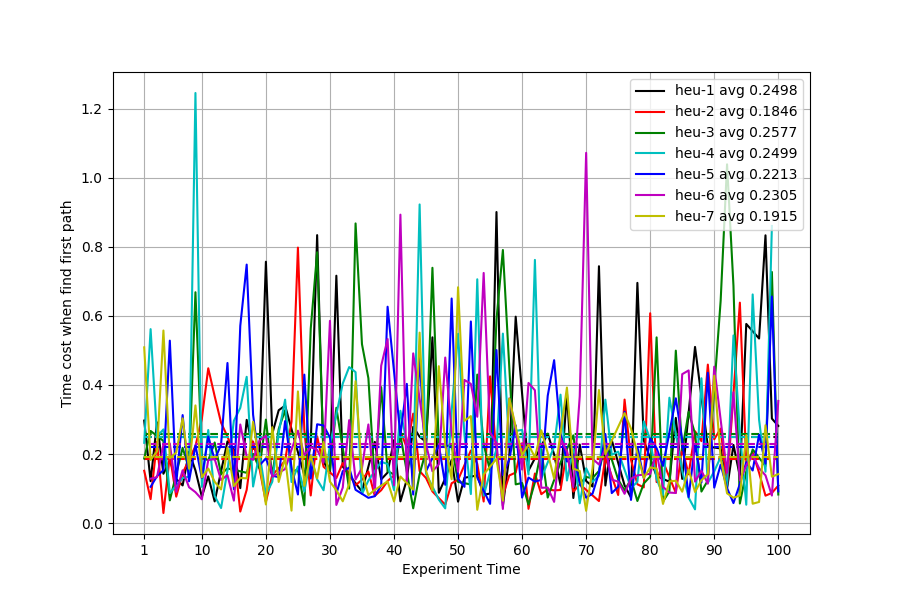 heu-1 avg 0.2498
heu-2 avg 0.1846
heu-3 avg 0.2577
heu-4 avg 0.2499
heu-5 avg 0.2213
heu-6 avg 0.2305
heu-7 avg 0.1915
Time cost when find first path
1.2
1.0
0.8
0.6
0.4
0.2
0.0
1 10 20 30 40 50 60 70 80 90 100
Experiment Time